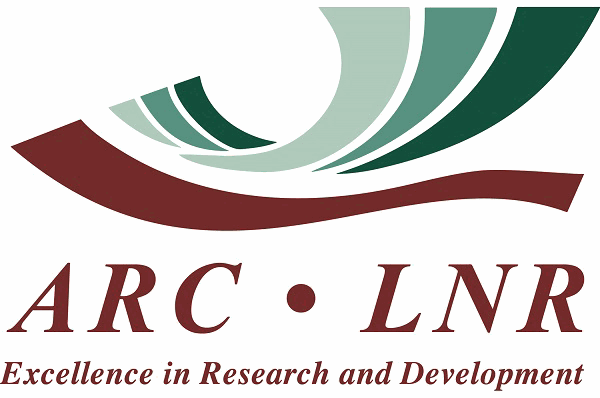 ARC • LNR
Excellence in Research and Development